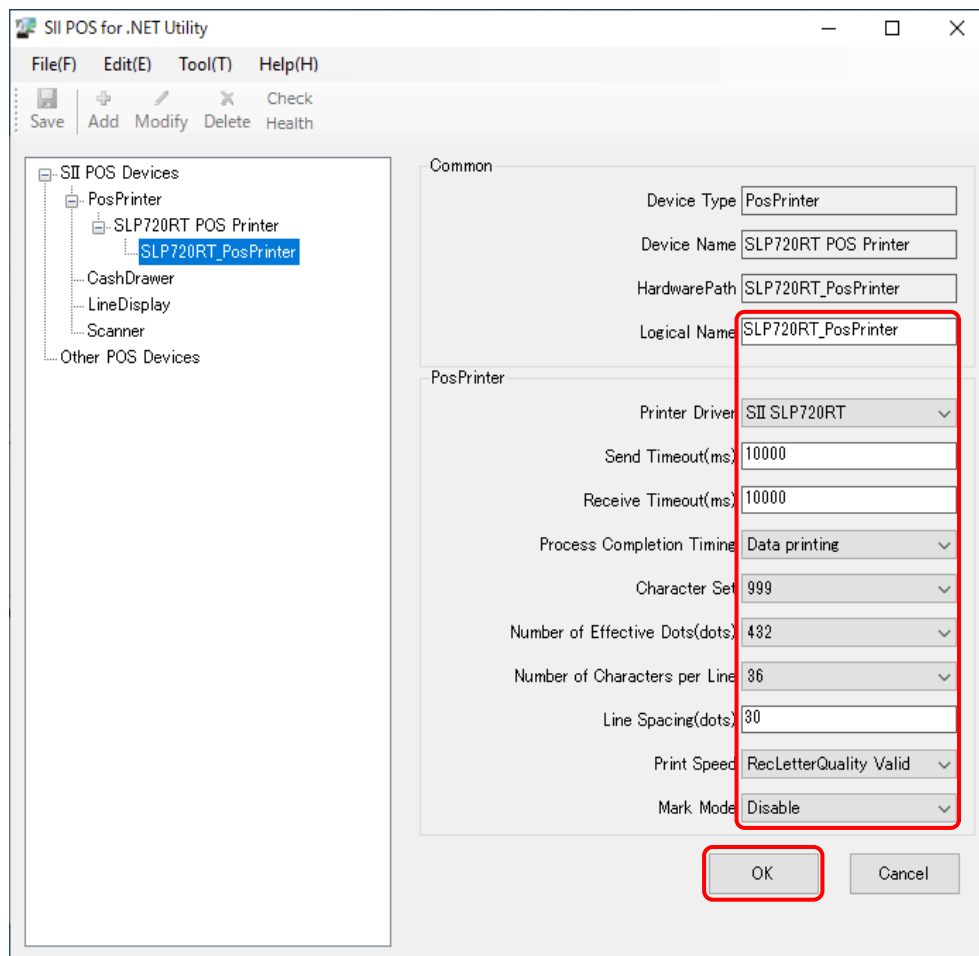 SII POS for .NET Utility
File(F) Edit(E) Tool(T) Help(H)
Save Add Modify Delete Check Health
SII POS Devices
PosPrinter
SLP720RT POS Printer
SLP720RT_PosPrinter
CashDrawer
LineDisplay
Scanner
Other POS Devices
Common
Device Type PosPrinter
Device Name SLP720RT POS Printer
HardwarePath SLP720RT_PosPrinter
Logical Name SLP720RT_PosPrinter
PosPrinter
Printer Driver SII SLP720RT
Send Timeout(ms) 10000
Receive Timeout(ms) 10000
Process Completion Timing Data printing
Character Set 999
Number of Effective Dots(dots) 432
Number of Characters per Line 36
Line Spacing(dots) 30
Print Speed RecLetterQuality Valid
Mark Mode Disable
OK Cancel